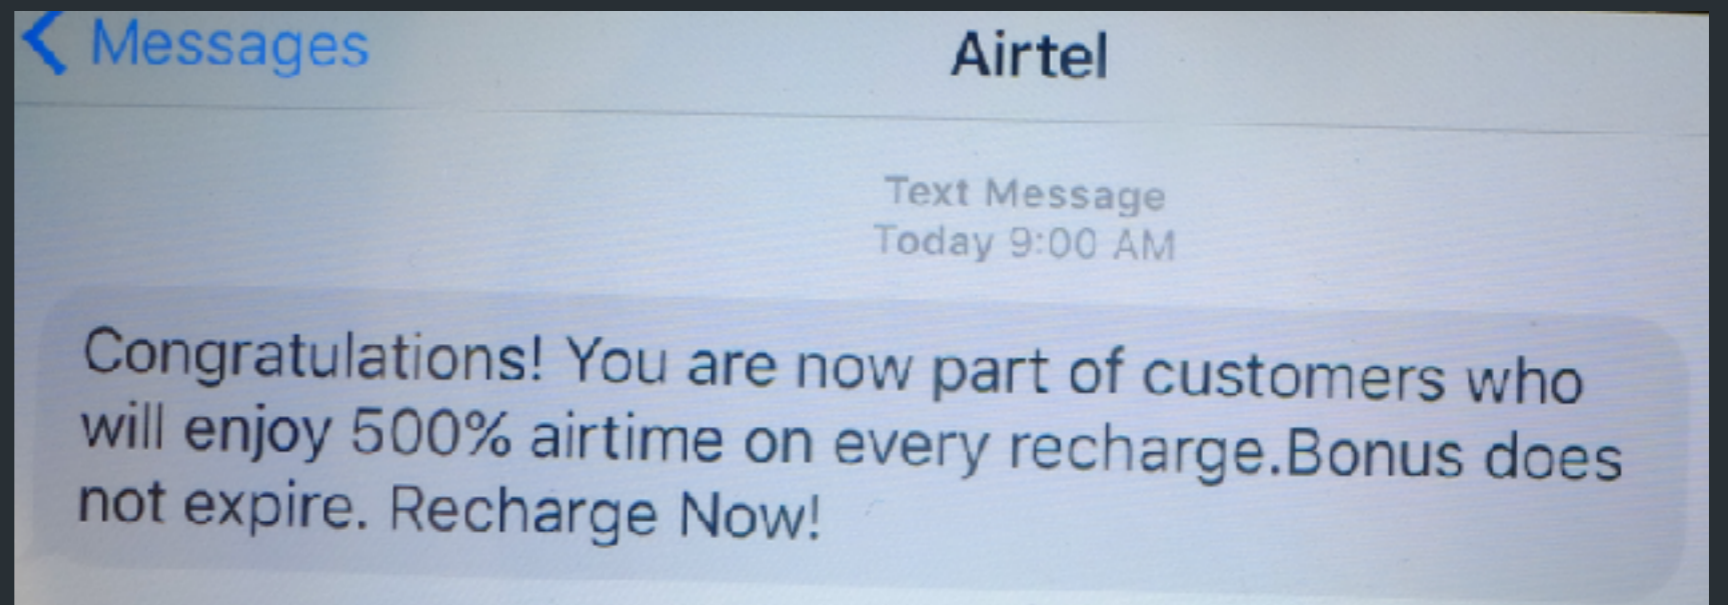 Messages
Airtel
Text Message
Today 9:00 AM
Congratulations! You are now part of customers who
will enjoy 500% airtime on every recharge.Bonus does
not expire. Recharge Now!